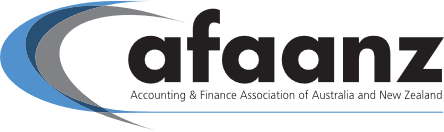 afaanz
Accounting & Finance Association of Australia and New Zealand